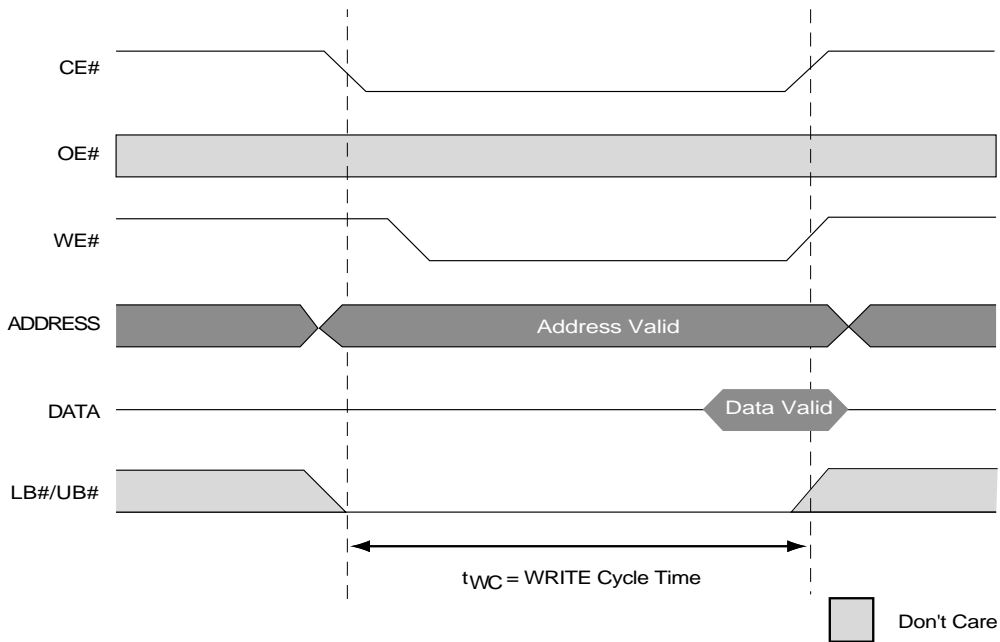 CE#
OE#
WE#
ADDRESS
Address Valid
DATA
Data Valid
LB#/UB#
tWC = WRITE Cycle Time
Don't Care